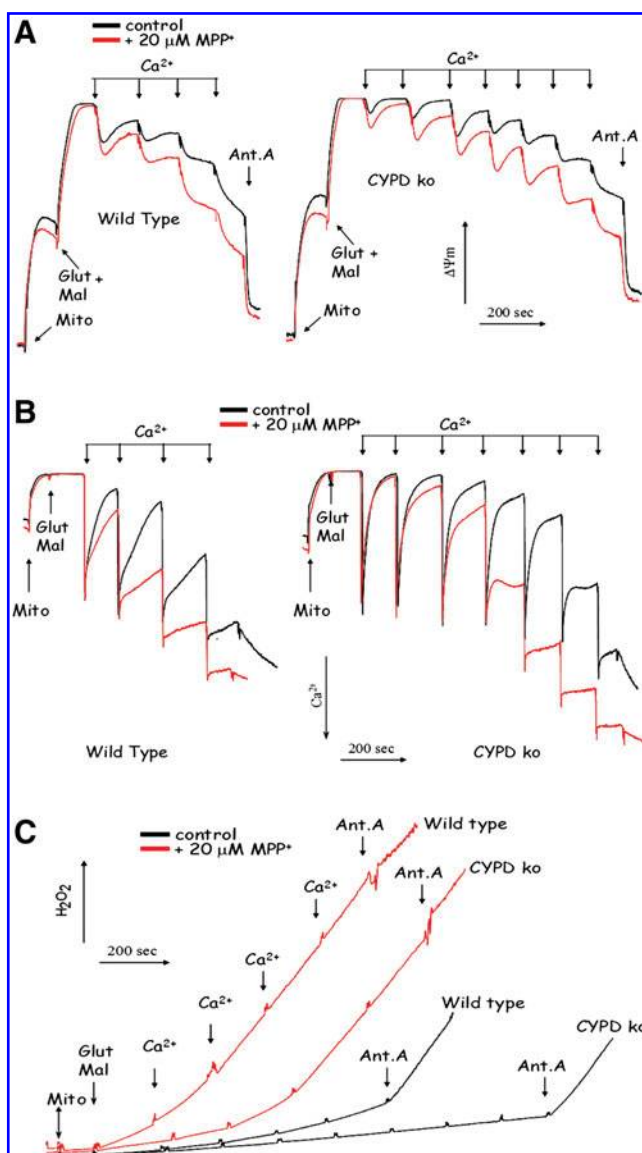 A
control
+ 20 µM MPP+
Ca²⁺
Ca²⁺
Ant.A
Ant.A
Wild Type
CYPD ko
Glut +
Mal
Glut +
Mal
Mito
Mito
ΔΨm
200 sec
B
control
+ 20 µM MPP+
Ca²⁺
Ca²⁺
Glut
Mal
Glut
Mal
Mito
Mito
Ca²⁺
200 sec
Wild Type
CYPD ko
C
control
+ 20 µM MPP+
Ant.A
Wild type
H₂O₂
Ca²⁺
Ant.A
CYPD ko
200 sec
Ca²⁺
Ca²⁺
Ca²⁺
Wild type
CYPD ko
Glut
Mal
Mito
Ant.A
Ant.A